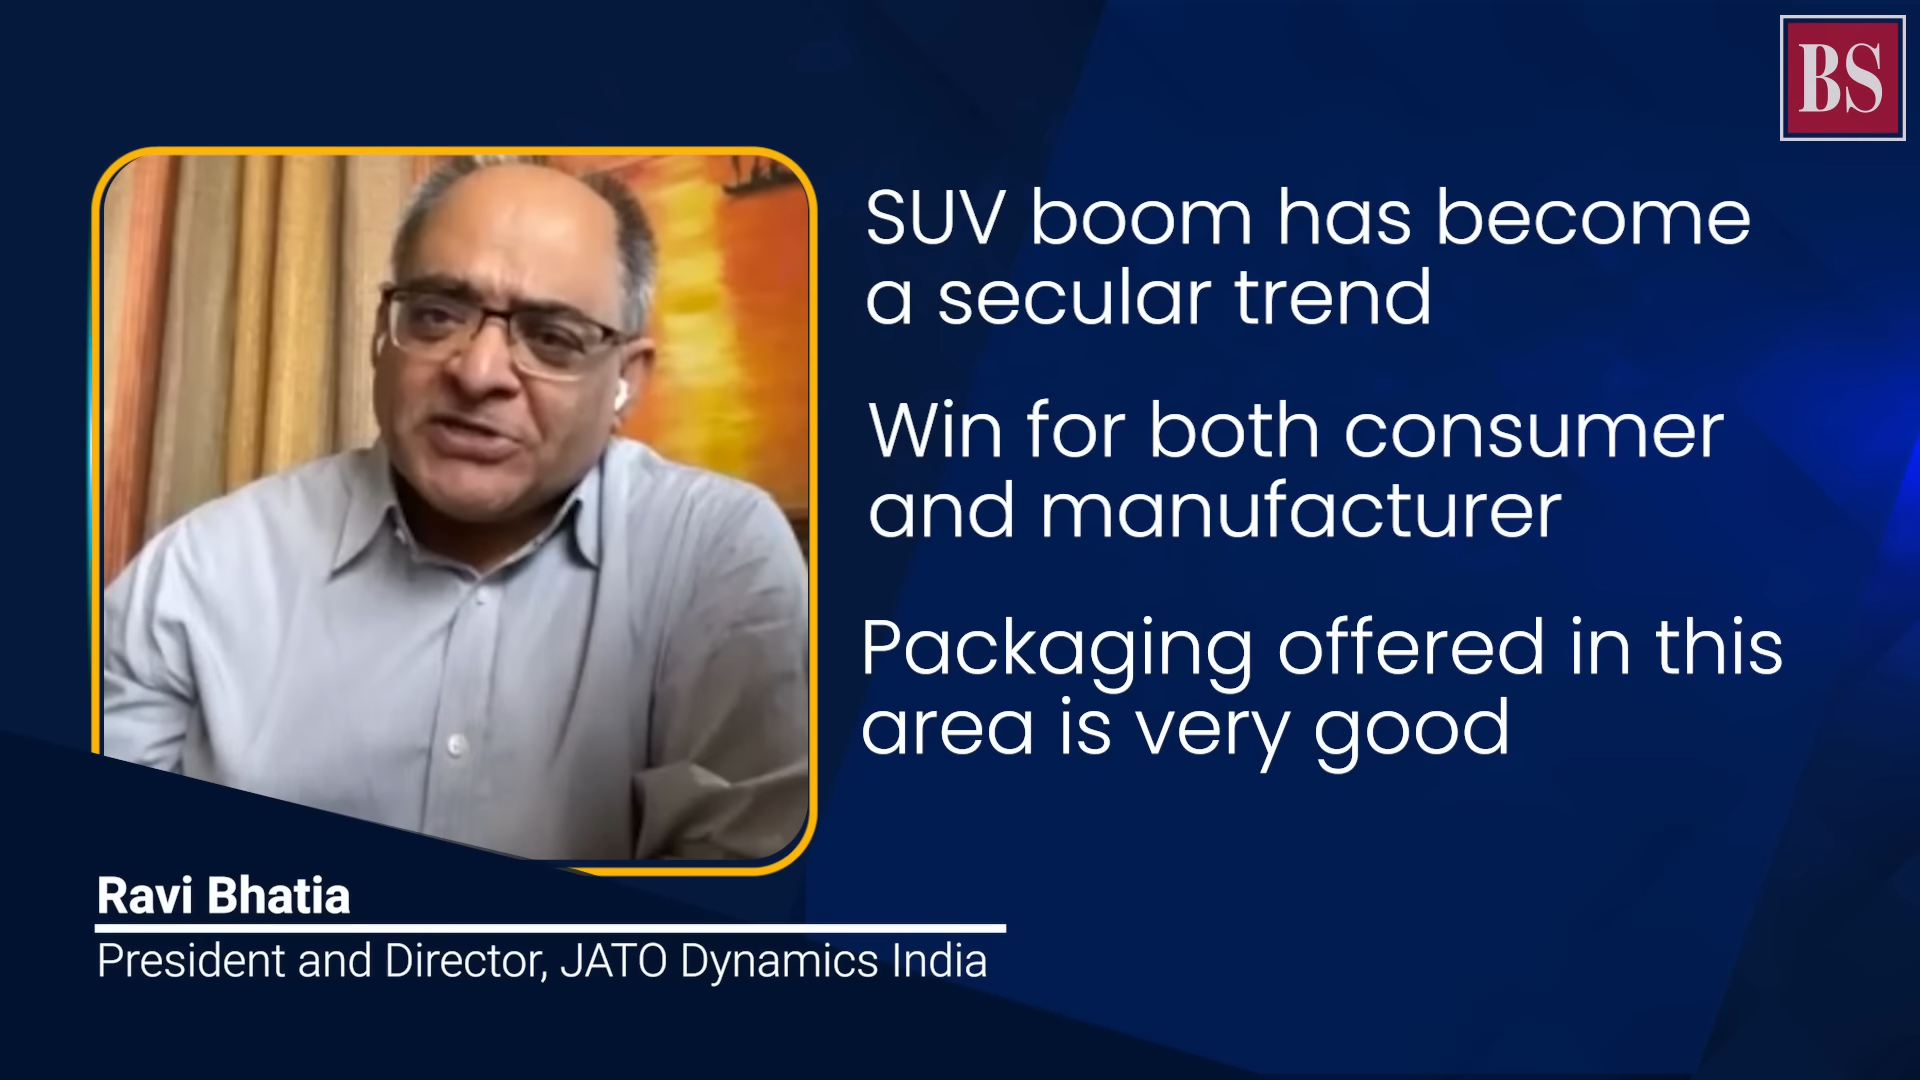 BS
SUV boom has become
a secular trend
Win for both consumer
and manufacturer
Packaging offered in this
area is very good
Ravi Bhatia
President and Director, JATO Dynamics India